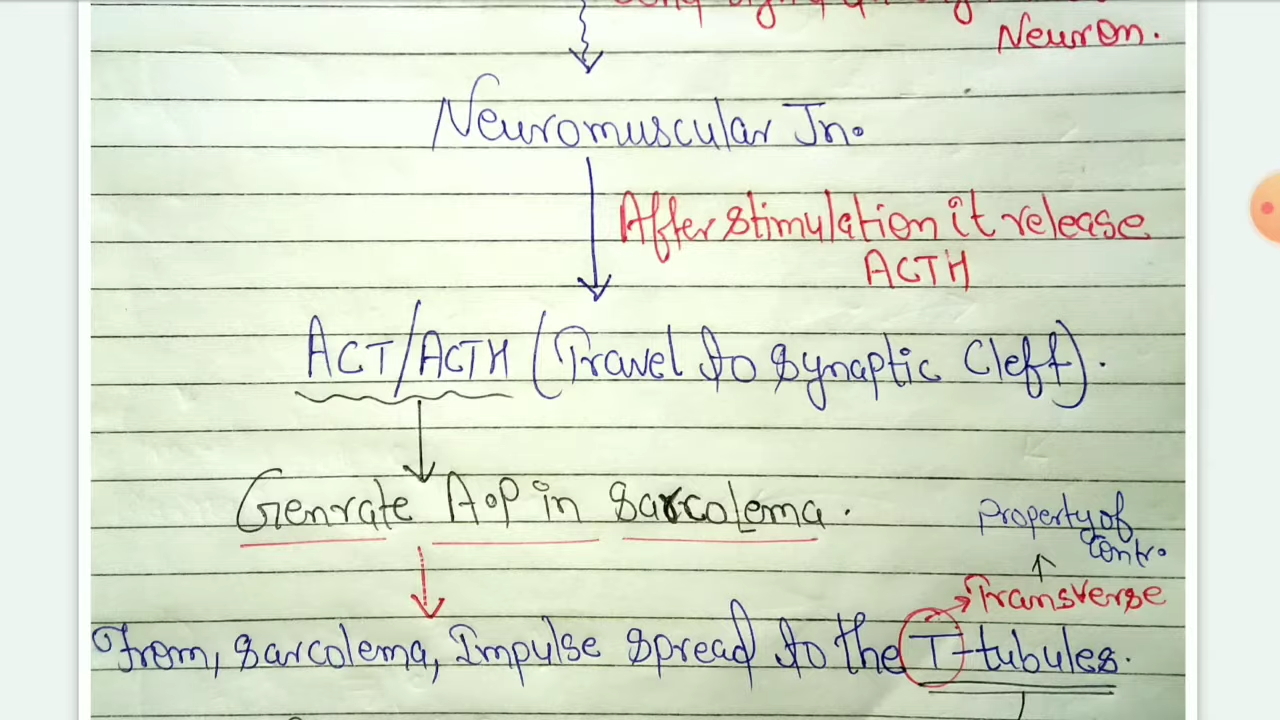 Neuron.
Neuromuscular Jn.
After stimulation it release
ACTH
ACT/ACTH (Travel to synaptic Cleft).
Genrate A.P in sarcolema.
Property of
Contr.
Transverse
From, sarcolema, Impulse spread to the T-tubules.